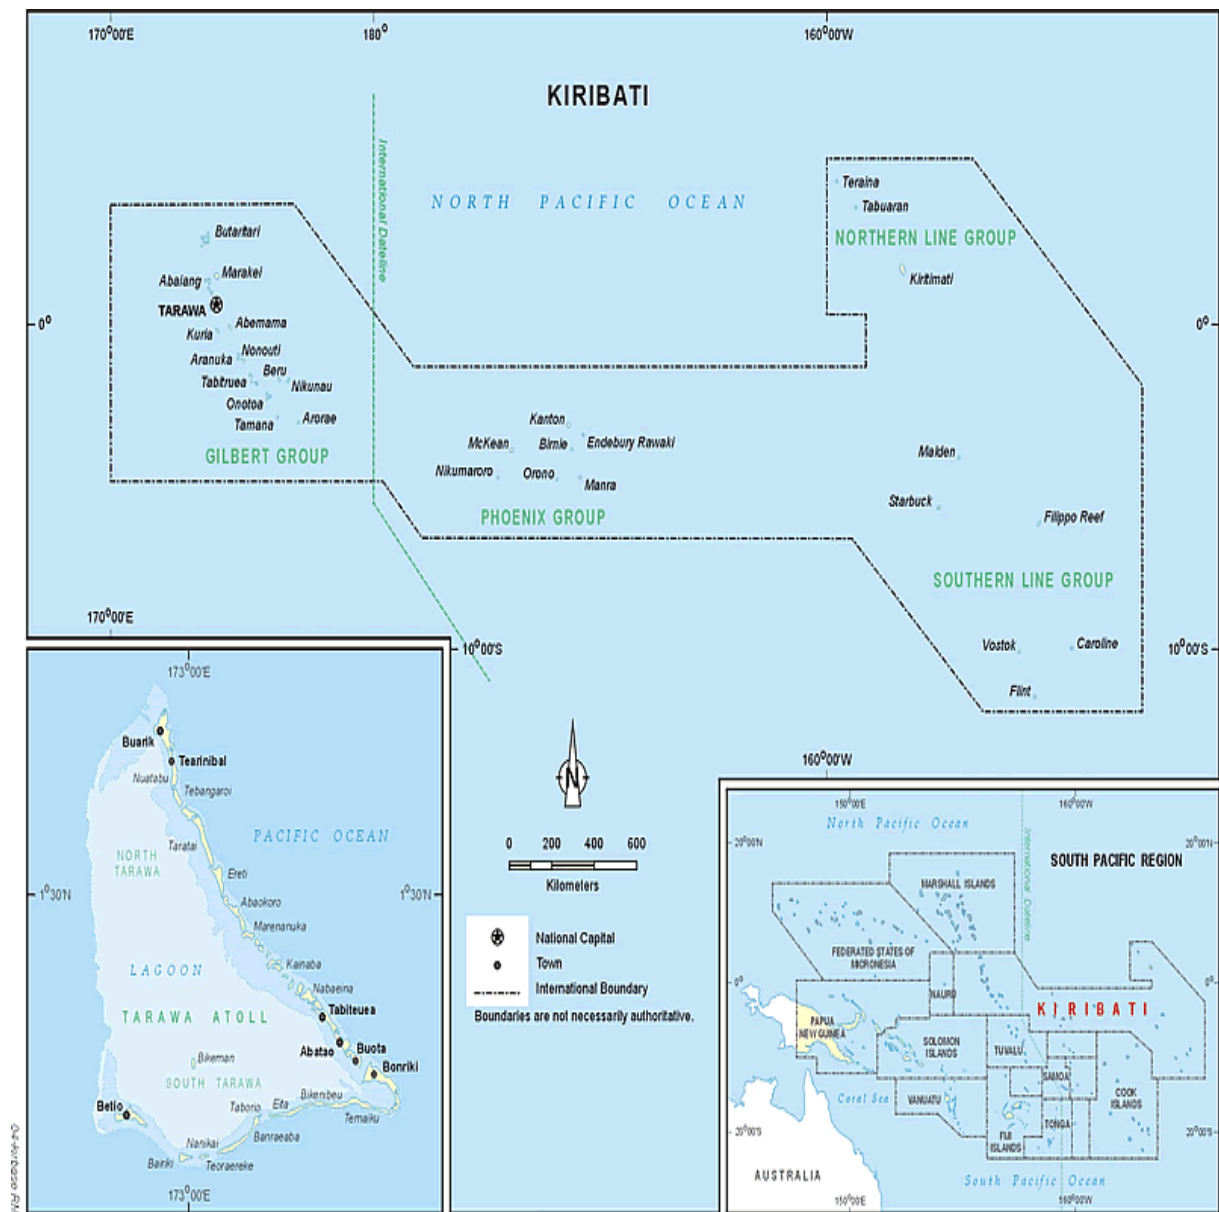 170°00'E
180°
160°00'W
KIRIBATI
International Dateline
NORTH PACIFIC OCEAN
Teraina
Tabuaran
NORTHERN LINE GROUP
Kiritimati
Butaritari
Marakei
Abaiang
TARAWA
Abemama
Kuria
Nonouti
Aranuka
Beru
Tabitruea
Nikunau
Onotoa
Tamana
Arorae
GILBERT GROUP
0°
0°
Kanton
McKean
Birnie
Endebury Rawaki
Nikumaroro
Orono
Manra
PHOENIX GROUP
Malden
Starbuck
Filippo Reef
SOUTHERN LINE GROUP
Vostok
Caroline
Flint
170°00'E
10°00'S
10°00'S
160°00'W
N
0 200 400 600
Kilometers
National Capital
Town
International Boundary
Boundaries are not necessarily authoritative.
173°00'E
Buarik
Tearinibai
Nuatabu
Tebangaroi
PACIFIC OCEAN
Taratai
NORTH
TARAWA
Ereti
1°30'N
1°30'N
Abaokoro
Marenanuka
LAGOON
Kainaba
Nabaeina
TARAWA ATOLL
Tabiteuea
Abatao
Buota
Bikeman
Bonriki
SOUTH TARAWA
Bikenibeu
Betio
Taborio
Eita
Temaiku
Banraeaba
Nanikai
Bairiki
Teoraereke
173°00'E
150°00'E
160°00'W
North Pacific Ocean
International Dateline
20°00'N
20°00'N
SOUTH PACIFIC REGION
MARSHALL ISLANDS
FEDERATED STATES OF
MICRONESIA
0°
0°
NAURU
KIRIBATI
PAPUA
NEW GUINEA
SOLOMON
ISLANDS
TUVALU
SAMOA
COOK
ISLANDS
Coral Sea
VANUATU
FIJI
ISLANDS
TONGA
20°00'S
20°00'S
AUSTRALIA
South Pacific Ocean
150°00'E
160°00'W